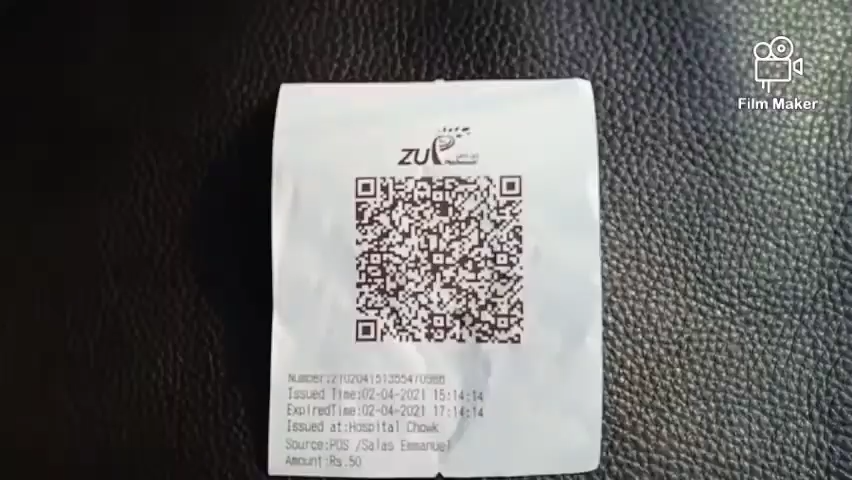 Film Maker
ZU
Issued Time:02-04-2021 15:14:14
ExpiredTime:02-04-2021 17:14:14
Issued at:Hospital Chowk
Source:POS /Salas Emmanuel
Amount:Rs.50